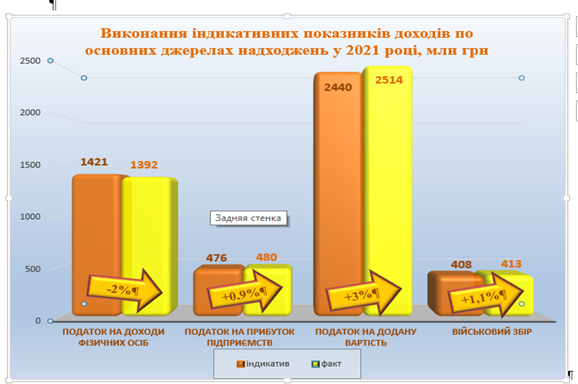 ¶
Виконання індикативних показників доходів по
основних джерелах надходжень у 2021 році, млн грн
2500
2000
1500
1000
500
0
1421
1392
476
480
2440
2514
408
413
Задняя стенка
-2%¶
+0.9%¶
+3%¶
+1,1%¶
ПОДАТОК НА ДОХОДИ
ФІЗИЧНИХ ОСІБ
ПОДАТОК НА ПРИБУТОК
ПІДПРИЄМСТВ
ПОДАТОК НА ДОДАНУ
ВАРТІСТЬ
ВІЙСЬКОВИЙ ЗБІР
індикатив
факт
¶